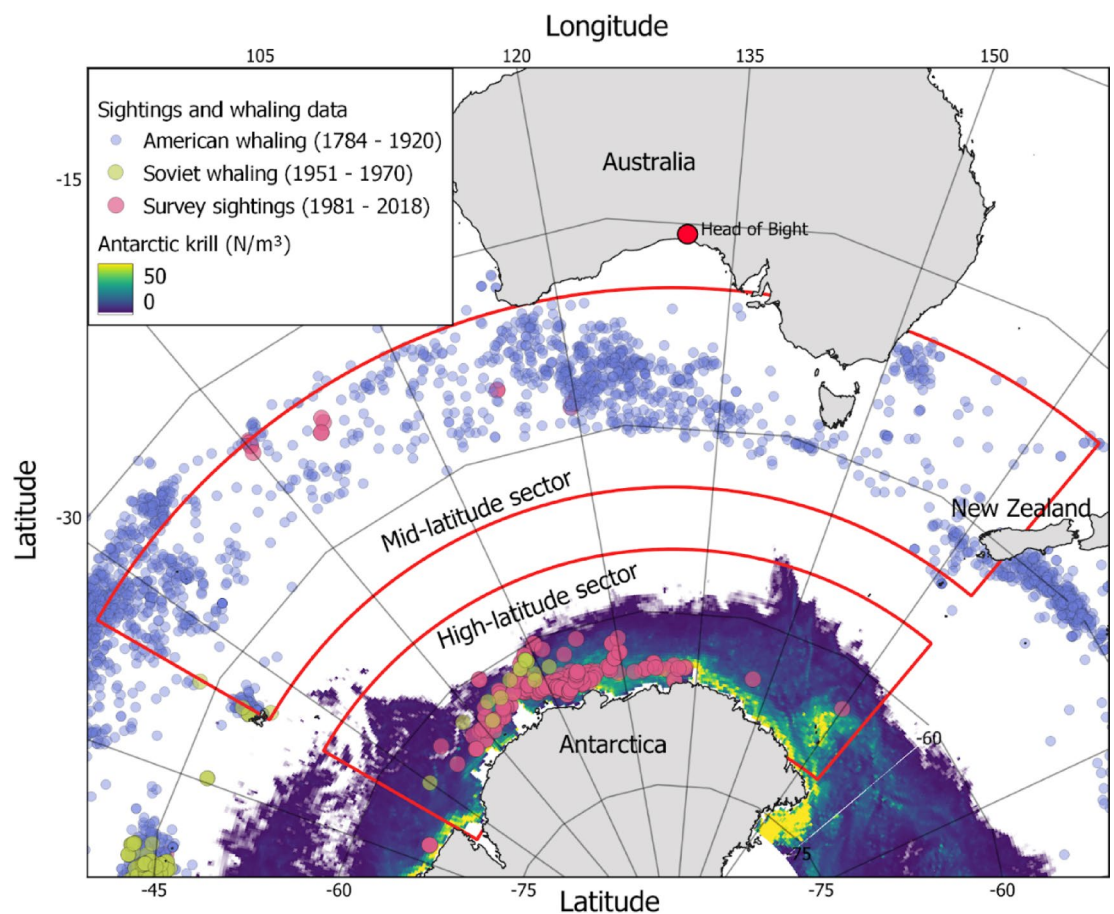 Longitude
105
120
135
150
Sightings and whaling data
American whaling (1784 - 1920)
Soviet whaling (1951 - 1970)
Survey sightings (1981 - 2018)
Antarctic krill (N/m³)
50
0
Australia
-15
Head of Bight
Latitude
-30
Mid-latitude sector
New Zealand
High-latitude sector
Antarctica
-60
-75
-45
-60
-75
-75
-60
Latitude